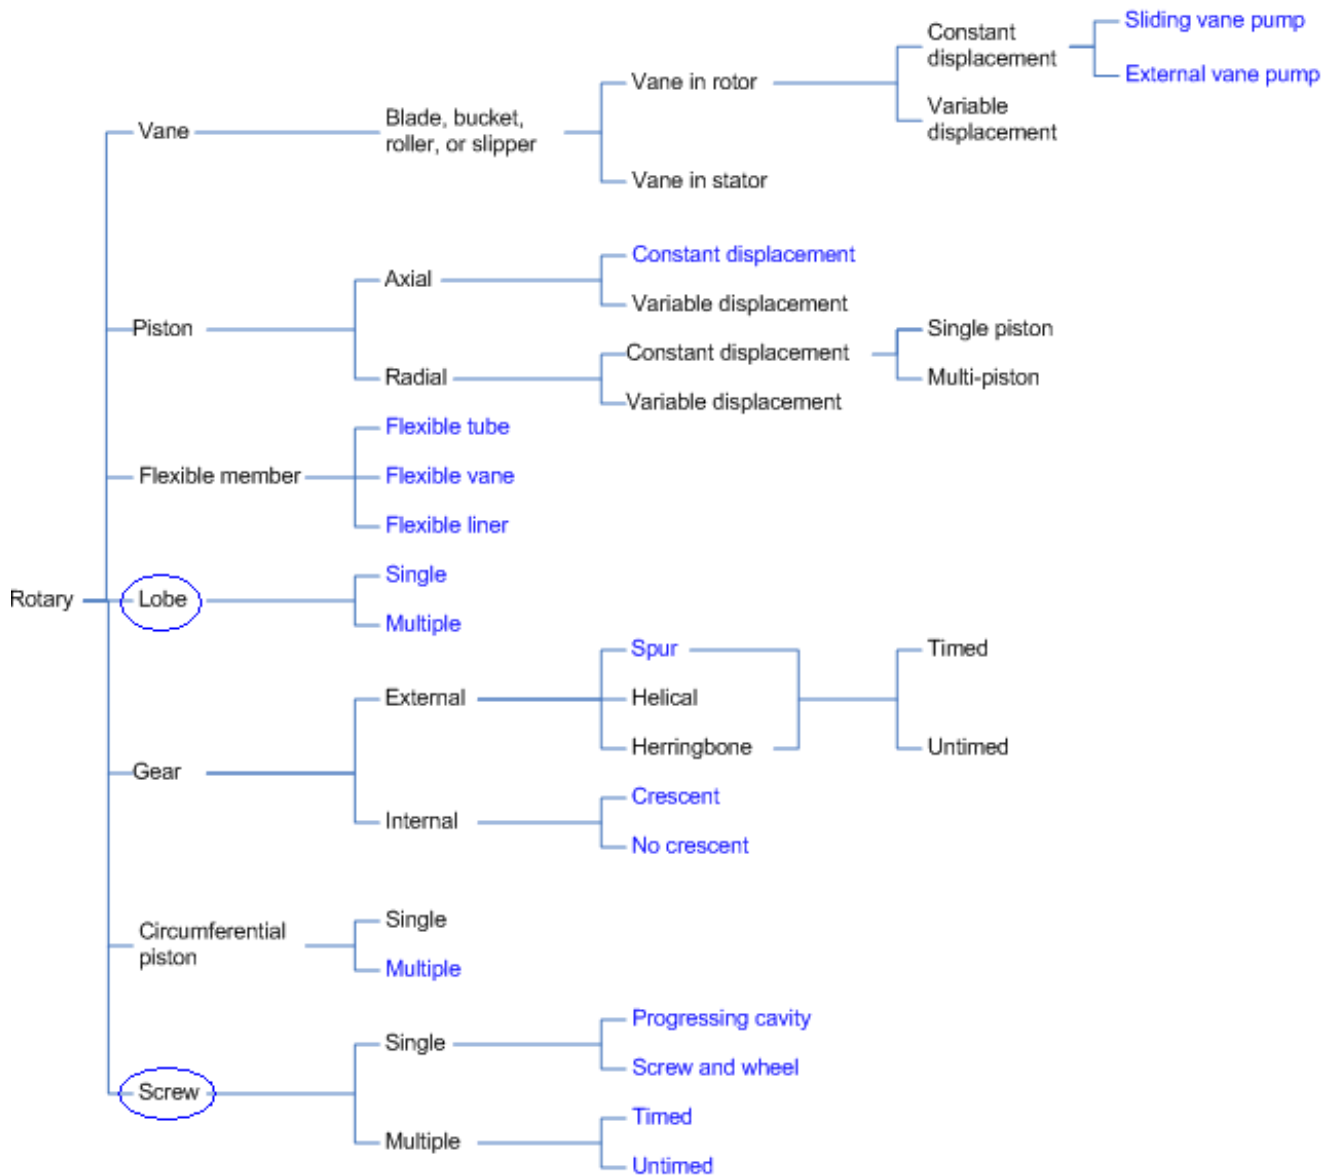 Sliding vane pump
Constant
displacement
External vane pump
Vane in rotor
Variable
displacement
Vane
Blade, bucket,
roller, or slipper
Vane in stator
Constant displacement
Axial
Variable displacement
Piston
Single piston
Constant displacement
Radial
Multi-piston
Variable displacement
Flexible tube
Flexible member
Flexible vane
Flexible liner
Single
Rotary
Lobe
Multiple
Spur
Timed
External
Helical
Herringbone
Untimed
Gear
Crescent
Internal
No crescent
Single
Circumferential
piston
Multiple
Progressing cavity
Single
Screw and wheel
Screw
Timed
Multiple
Untimed